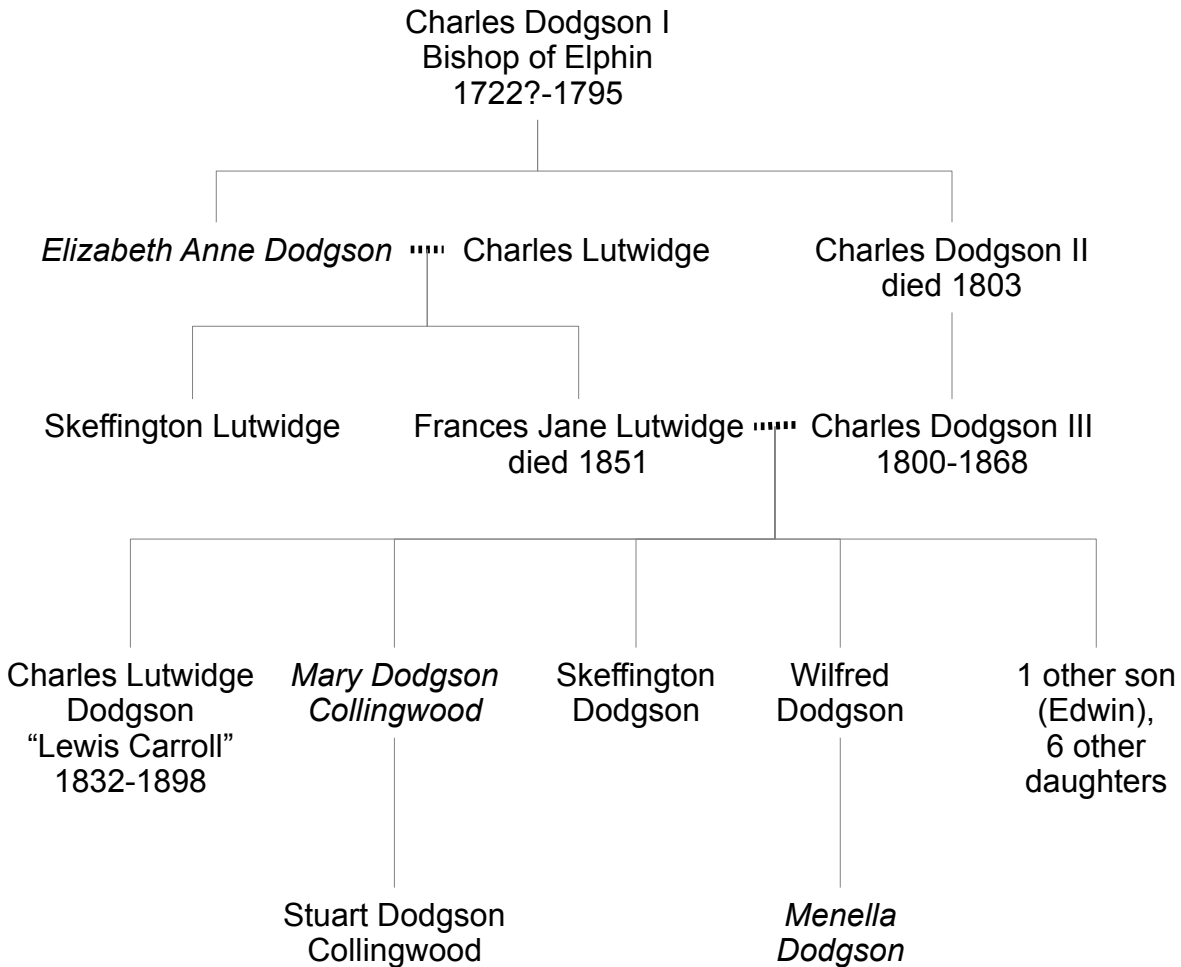 Charles Dodgson I
Bishop of Elphin
1722?-1795
Elizabeth Anne Dodgson
Charles Lutwidge
Charles Dodgson II
died 1803
Skeffington Lutwidge
Frances Jane Lutwidge
died 1851
Charles Dodgson III
1800-1868
Charles Lutwidge
Dodgson
“Lewis Carroll”
1832-1898
Mary Dodgson
Collingwood
Skeffington
Dodgson
Wilfred
Dodgson
1 other son
(Edwin),
6 other
daughters
Stuart Dodgson
Collingwood
Menella
Dodgson